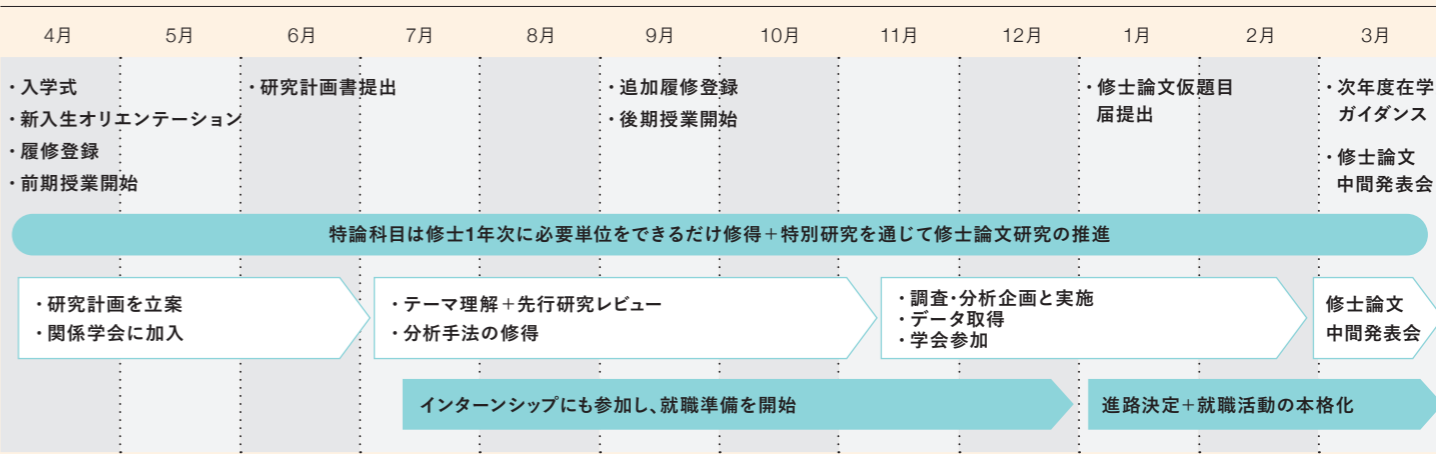 4月 5月 6月 7月 8月 9月 10月 11月 12月 1月 2月 3月
・入学式
・新入生オリエンテーション
・履修登録
・前期授業開始
・研究計画書提出
・追加履修登録
・後期授業開始
・修士論文仮題目
届提出
・次年度在学
ガイダンス
・修士論文
中間発表会
特論科目は修士1年次に必要単位をできるだけ修得＋特別研究を通じて修士論文研究の推進
・研究計画を立案
・関係学会に加入
・テーマ理解＋先行研究レビュー
・分析手法の修得
・調査・分析企画と実施
・データ取得
・学会参加
修士論文
中間発表会
インターンシップにも参加し、就職準備を開始
進路決定＋就職活動の本格化